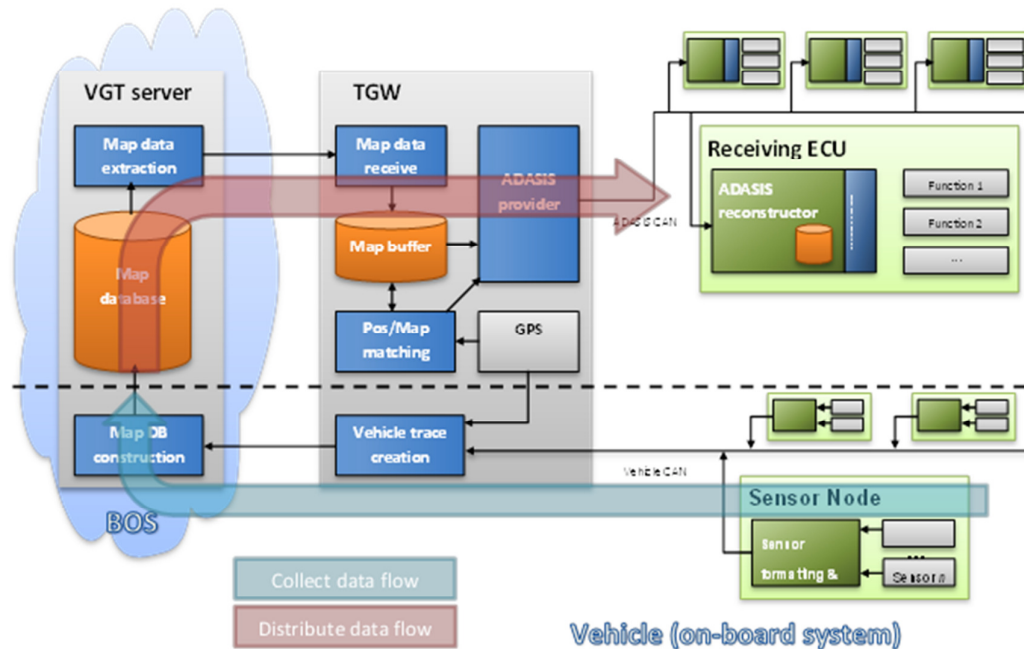 VGT server
TGW
Map data
extraction
Map data
receive
ADASIS
provider
Map
database
Map buffer
Pos/Map
matching
GPS
Receiving ECU
ADASIS
reconstructor
Function 1
Function 2
...
ADASIS CAN
Map DB
construction
Vehicle trace
creation
Vehicle CAN
BOS
Sensor Node
Sensor
formatting &
...
Sensor n
Collect data flow
Distribute data flow
Vehicle (on-board system)